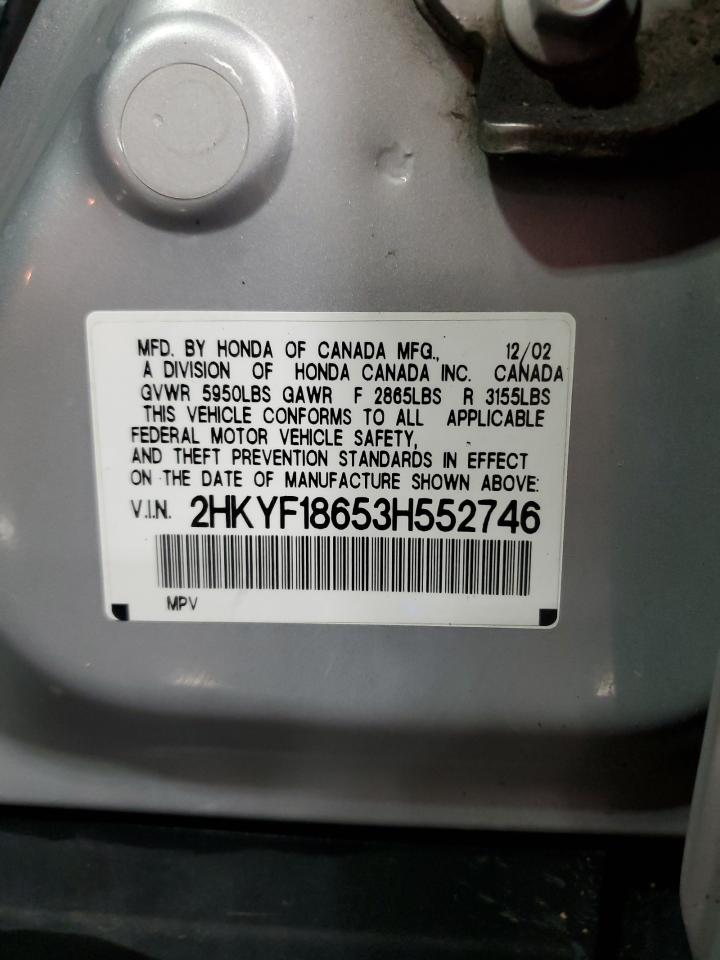 MFD. BY HONDA OF CANADA MFG., 12/02
A DIVISION OF HONDA CANADA INC. CANADA
GVWR 5950LBS GAWR F 2865LBS R 3155LBS
THIS VEHICLE CONFORMS TO ALL APPLICABLE
FEDERAL MOTOR VEHICLE SAFETY,
AND THEFT PREVENTION STANDARDS IN EFFECT
ON THE DATE OF MANUFACTURE SHOWN ABOVE:
V.I.N. 2HKYF18653H552746
MPV